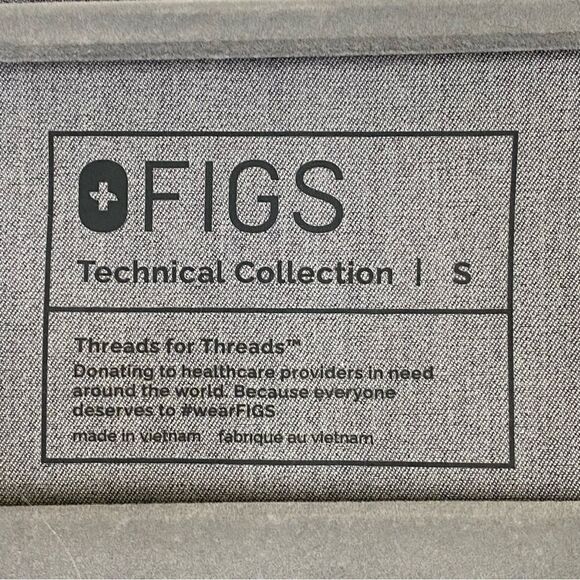 FIGS
Technical Collection | S
Threads for Threads™
Donating to healthcare providers in need
around the world. Because everyone
deserves to #wearFIGS
made in vietnam fabriqué au vietnam